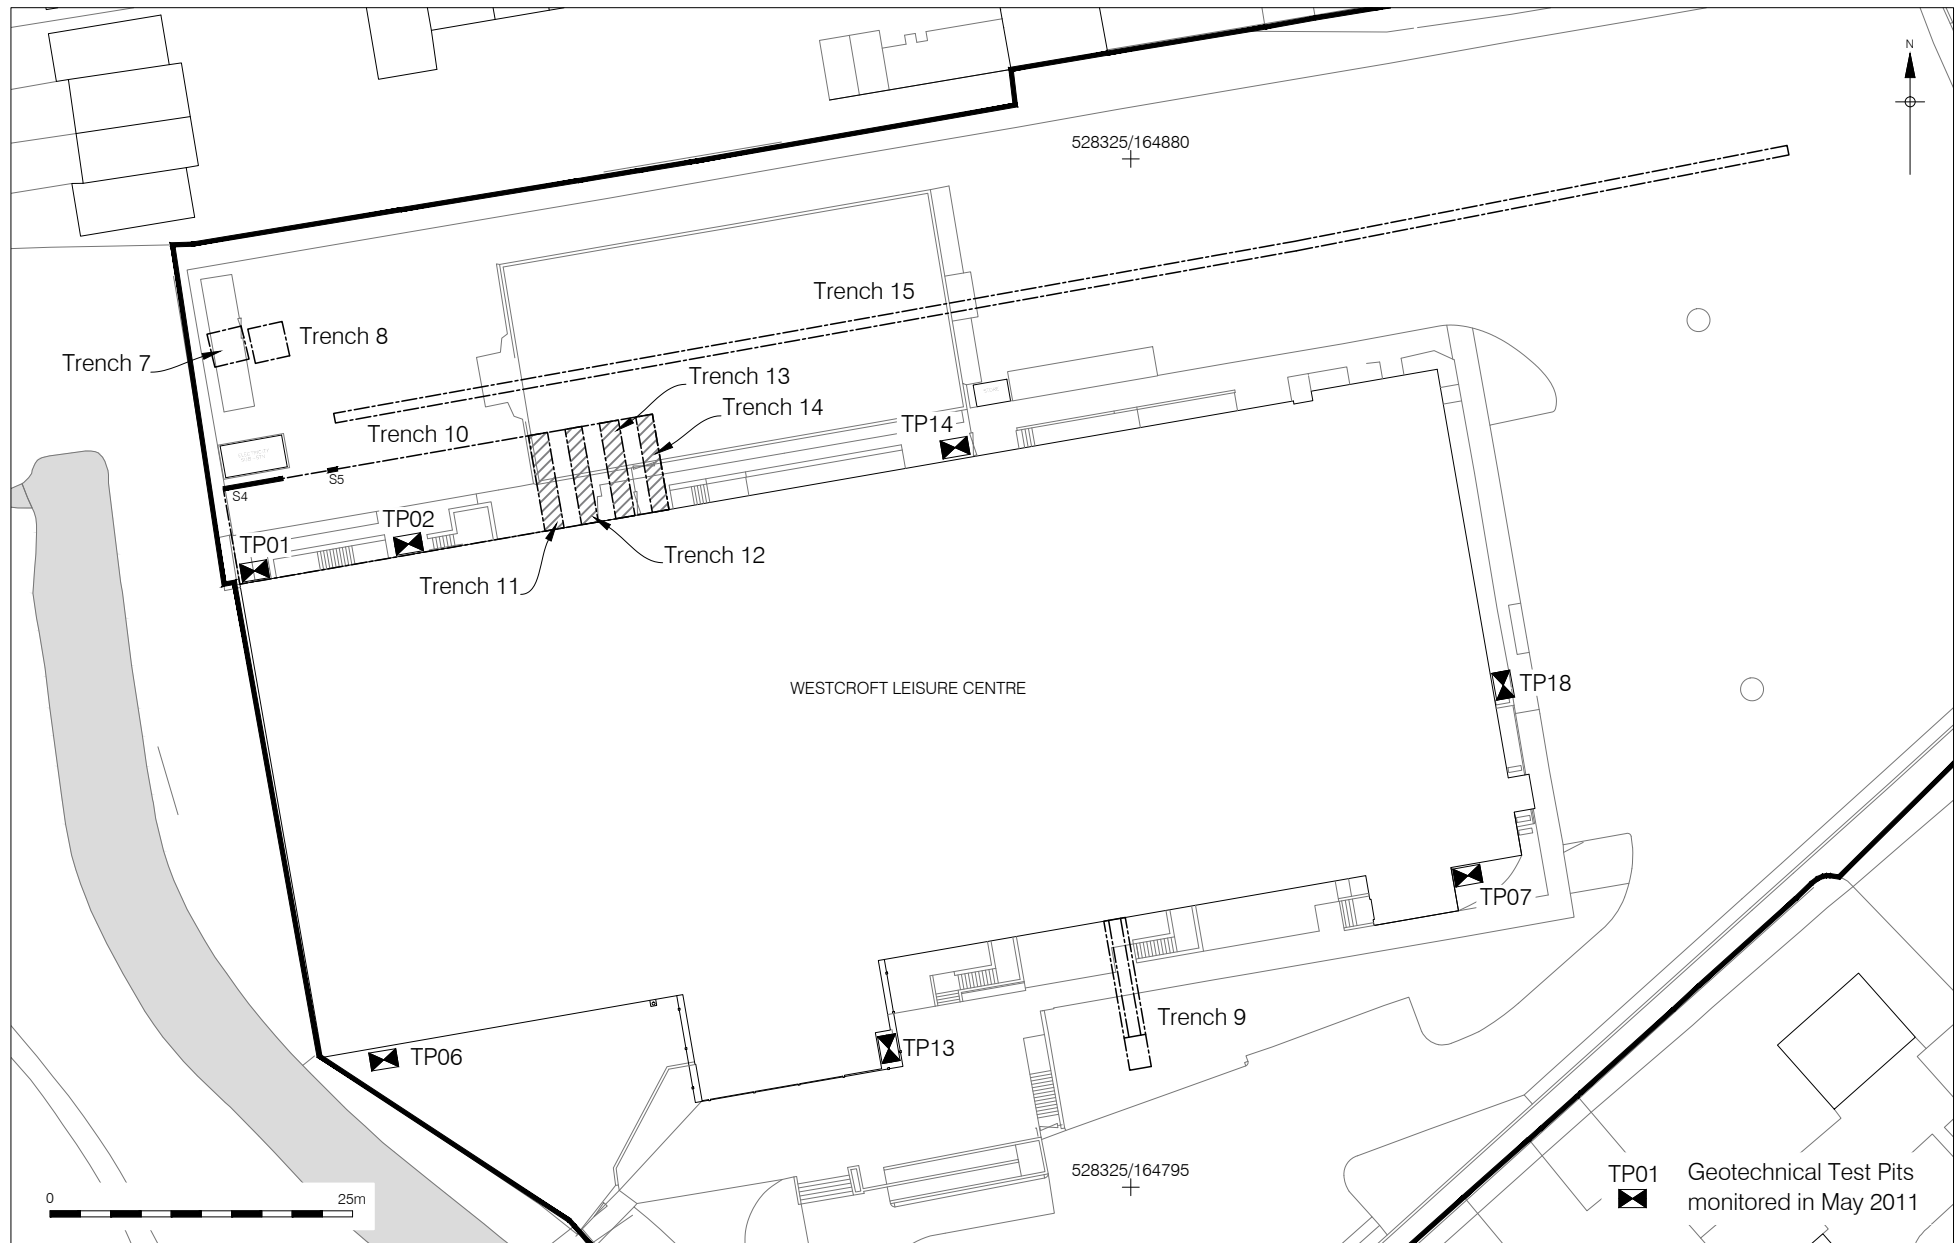 N
528325/164880
Trench 15
Trench 8
Trench 7
Trench 13
Trench 14
Trench 10
TP14
S5
S4
TP02
TP01
Trench 12
Trench 11
WESTCROFT LEISURE CENTRE
TP18
TP07
Trench 9
TP13
TP06
528325/164795
0 25m
TP01 Geotechnical Test Pits
monitored in May 2011